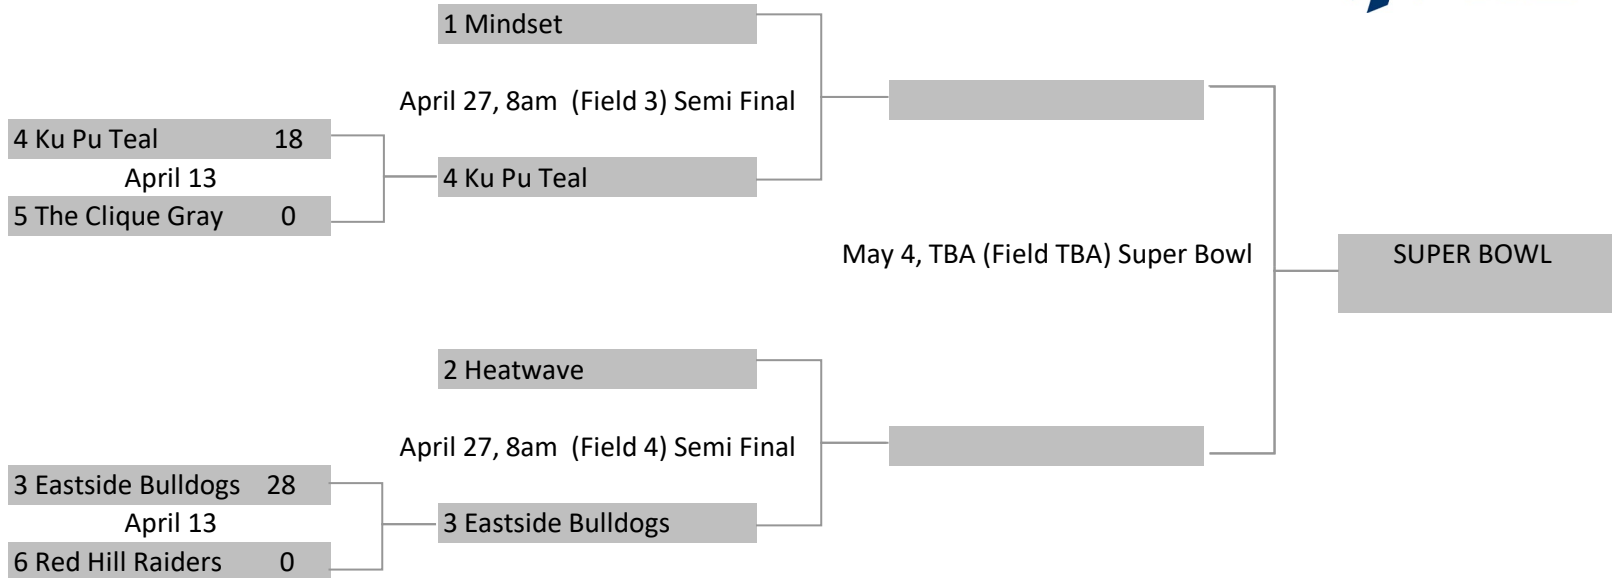 1 Mindset
April 27, 8am (Field 3) Semi Final
4 Ku Pu Teal 18
April 13
4 Ku Pu Teal
5 The Clique Gray 0
May 4, TBA (Field TBA) Super Bowl
SUPER BOWL
2 Heatwave
April 27, 8am (Field 4) Semi Final
3 Eastside Bulldogs 28
April 13
3 Eastside Bulldogs
6 Red Hill Raiders 0